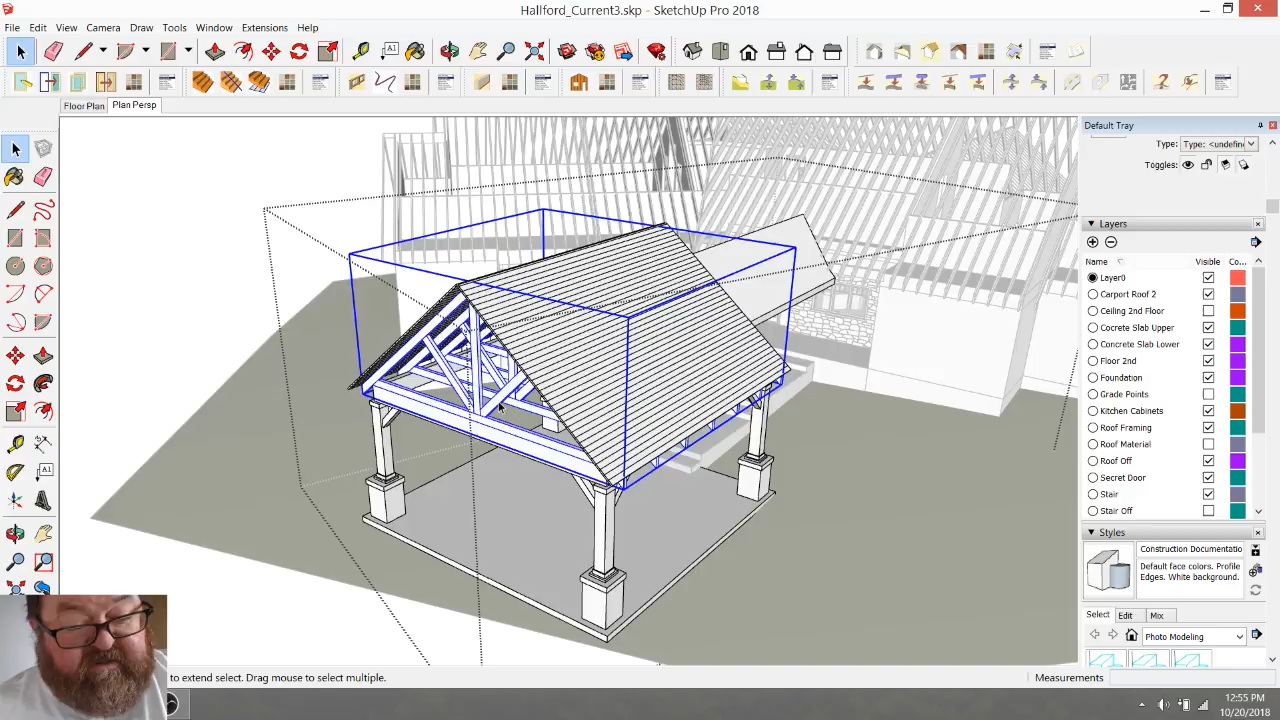 Hallford_Current3.skp - SketchUp Pro 2018
File Edit View Camera Draw Tools Window Extensions Help
Floor Plan Plan Persp
Default Tray
Type: Type: <undefin
Toggles:
Layers
Name Visible Co...
Layer0
Carport Roof 2
Ceiling 2nd Floor
Cocrete Slab Upper
Concrete Slab Lower
Floor 2nd
Foundation
Grade Points
Kitchen Cabinets
Roof Framing
Roof Material
Roof Off
Secret Door
Stair
Stair Off
Styles
Construction Documentatio
Default face colors. Profile
Edges. White background.
Select Edit Mix
Photo Modeling
to extend select. Drag mouse to select multiple.
Measurements
12:55 PM
10/20/2018